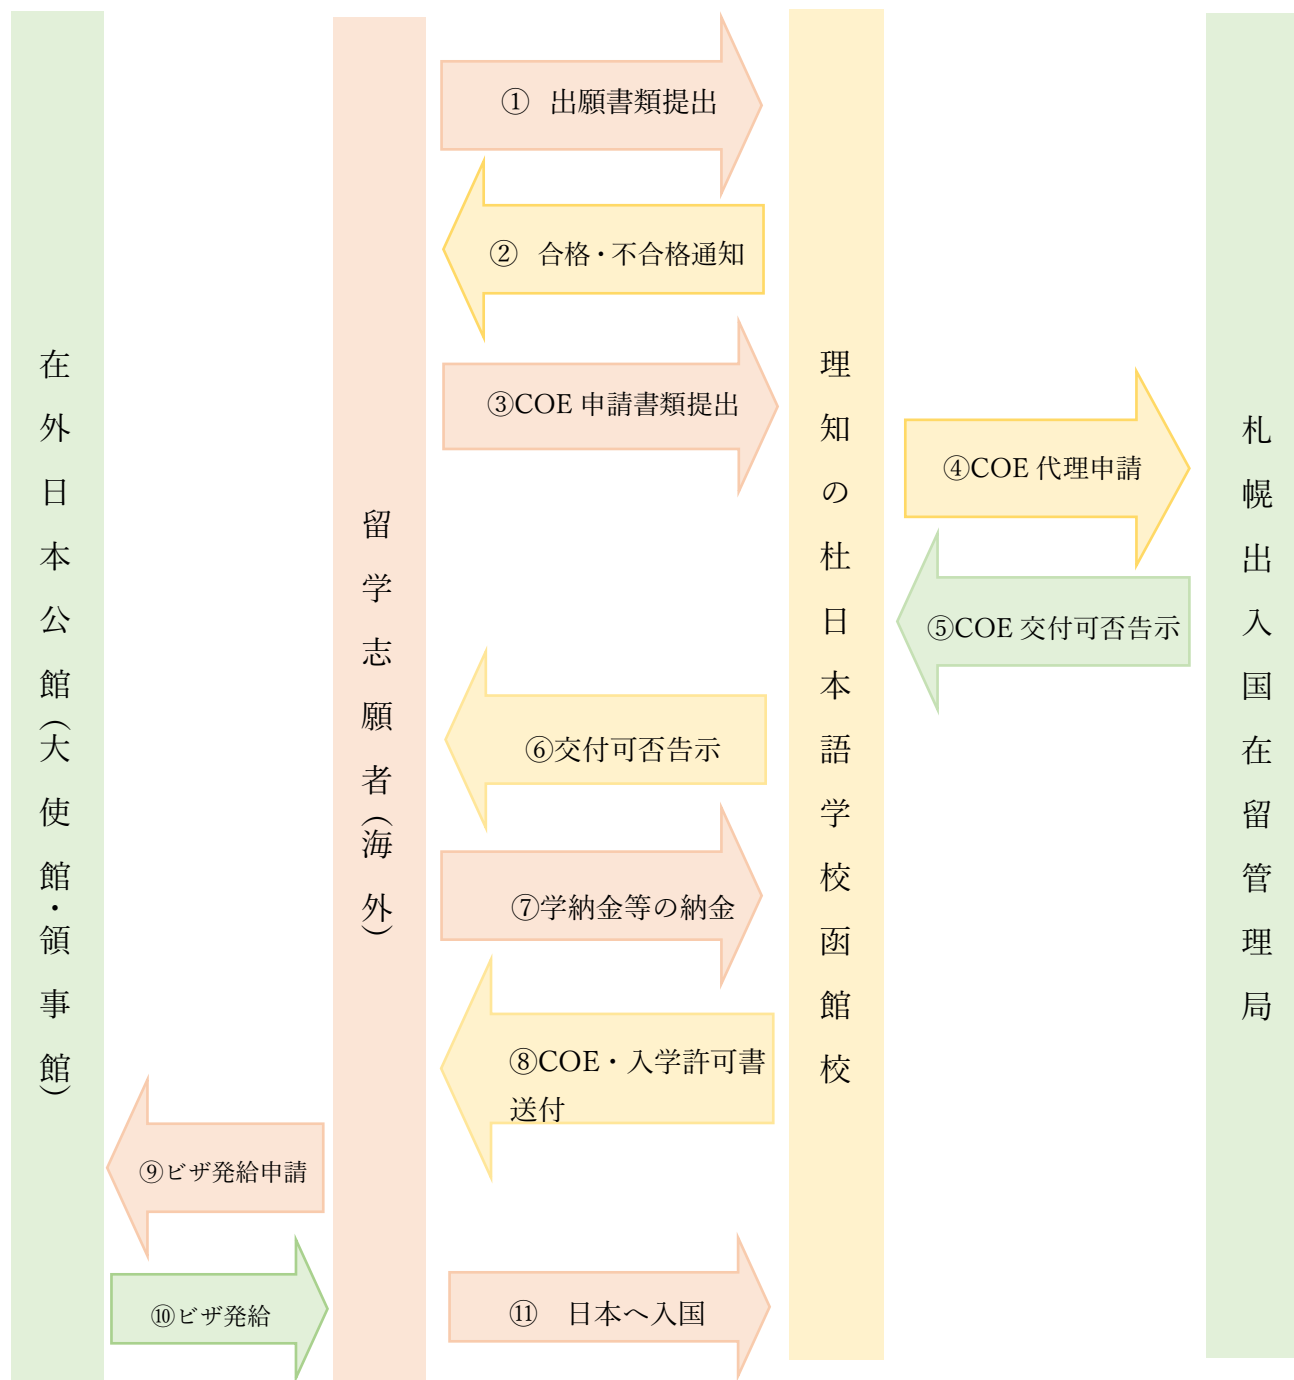 在外日本公館（大使館・領事館）
留学志願者（海外）
理知の杜日本語学校函館校
札幌出入国在留管理局
① 出願書類提出
② 合格・不合格通知
③COE 申請書類提出
④COE 代理申請
⑤COE 交付可否告示
⑥交付可否告示
⑦学納金等の納金
⑧COE・入学許可書
送付
⑨ビザ発給申請
⑩ビザ発給
⑪ 日本へ入国